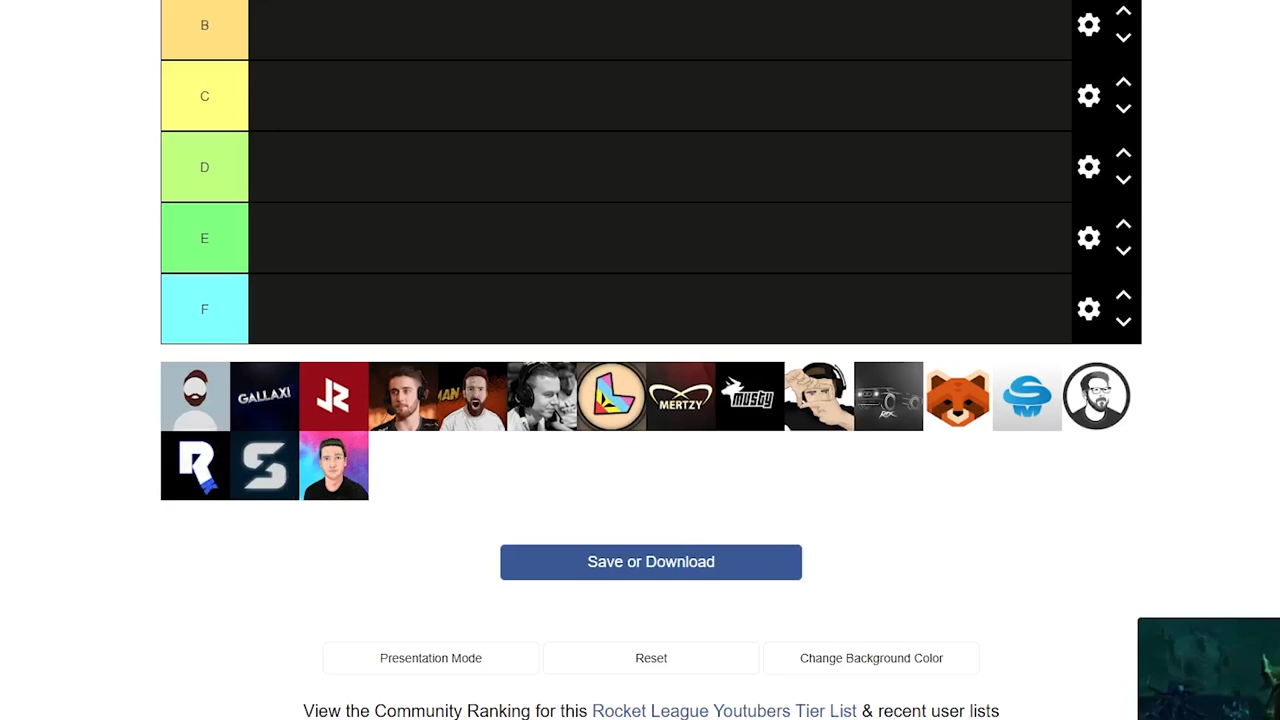 B
C
D
E
F
GALLAXI
JR
MAN
MERTZY
musty
R
S
Save or Download
Presentation Mode
Reset
Change Background Color
View the Community Ranking for this Rocket League Youtubers Tier List & recent user lists